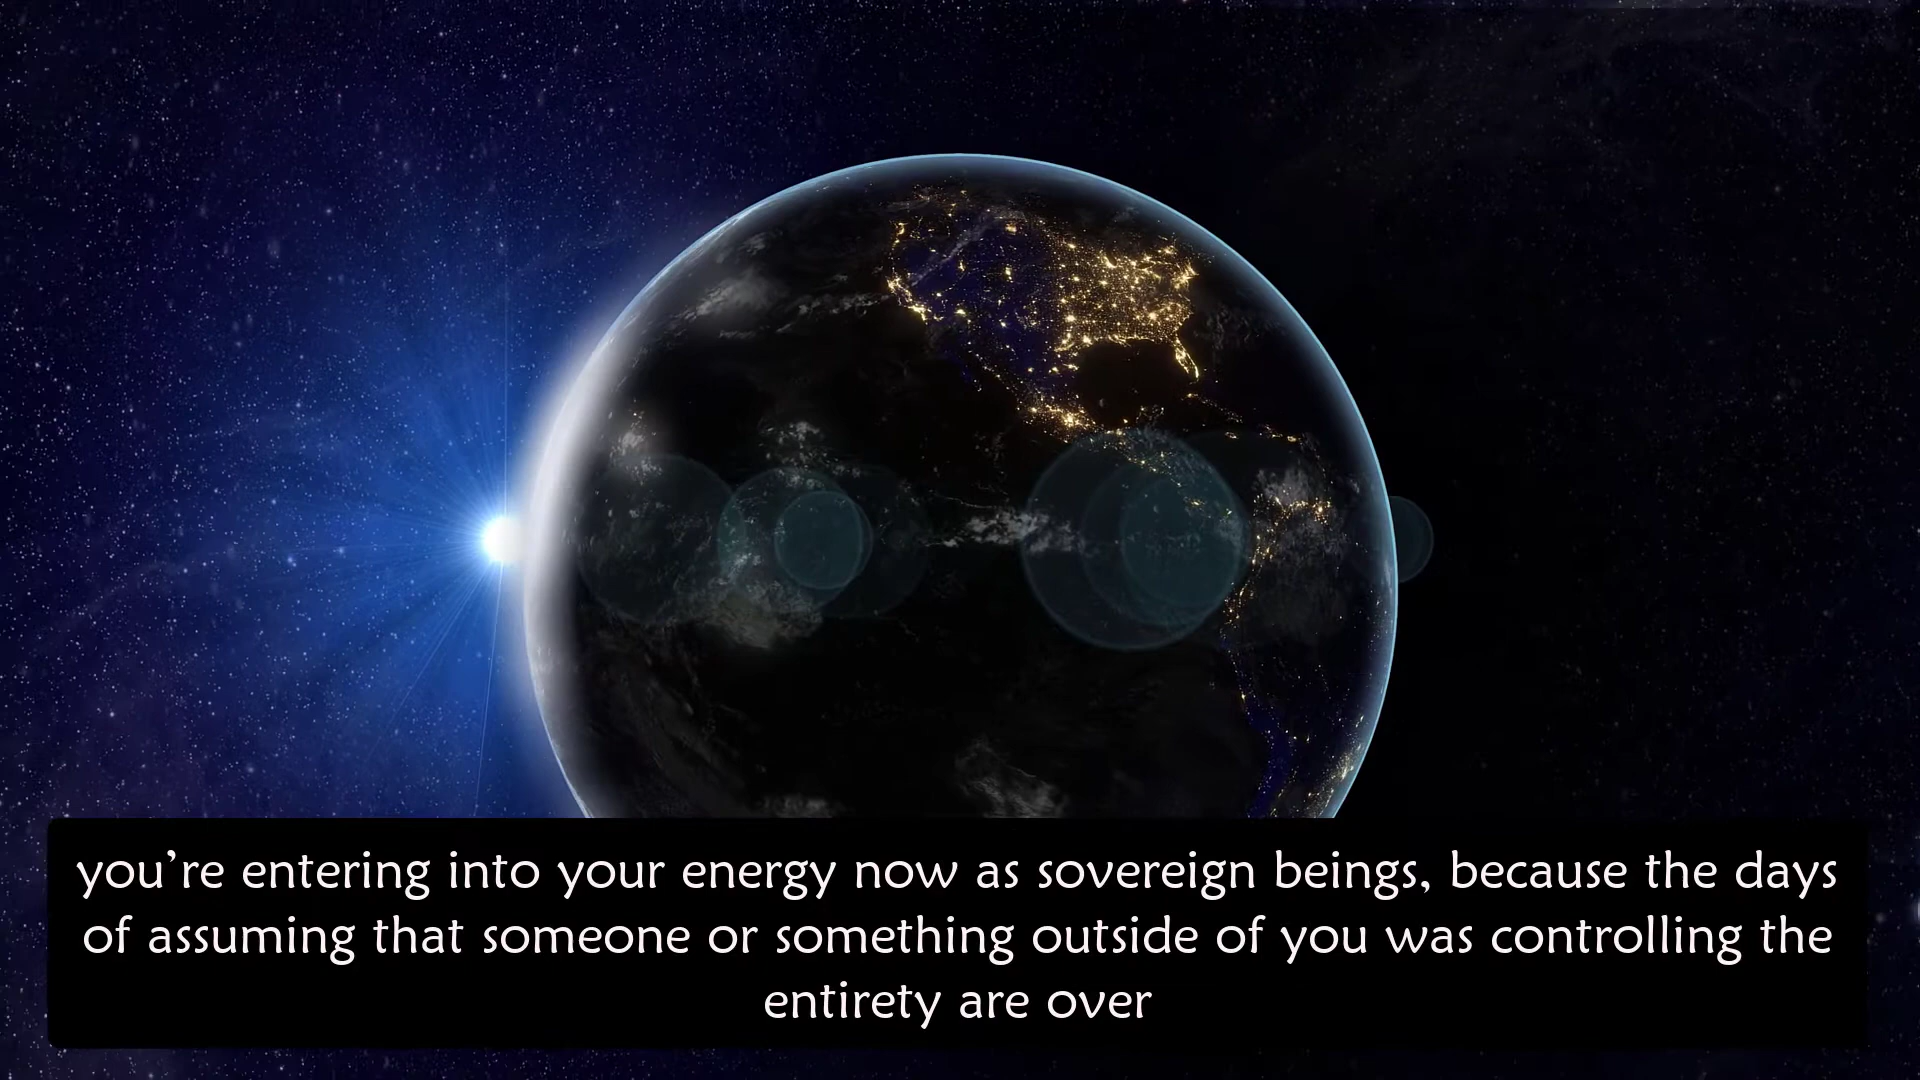 you’re entering into your energy now as sovereign beings, because the days
of assuming that someone or something outside of you was controlling the
entirety are over